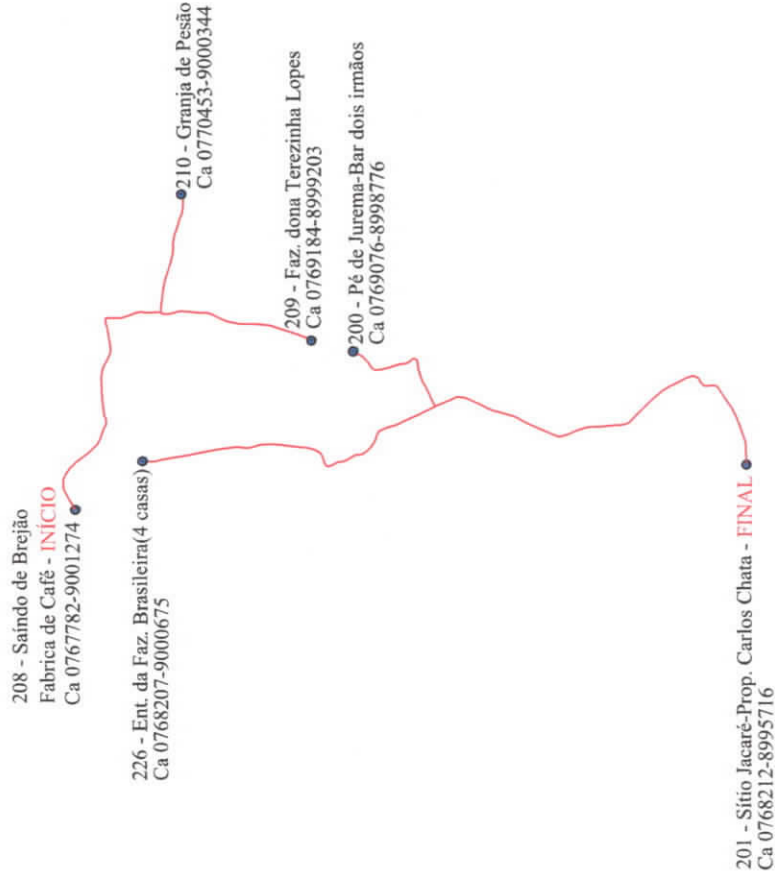 208 - Saíndo de Brejão
Fabrica de Café - INÍCIO
Ca 0767782-9001274
210 - Granja de Pesão
Ca 0770453-9000344
226 - Ent. da Faz. Brasileira(4 casas)
Ca 0768207-9000675
209 - Faz. dona Terezinha Lopes
Ca 0769184-8999203
200 - Pé de Jurema-Bar dois irmãos
Ca 0769076-8998776
201 - Sítio Jacaré-Prop. Carlos Chata - FINAL
Ca 0768212-8995716